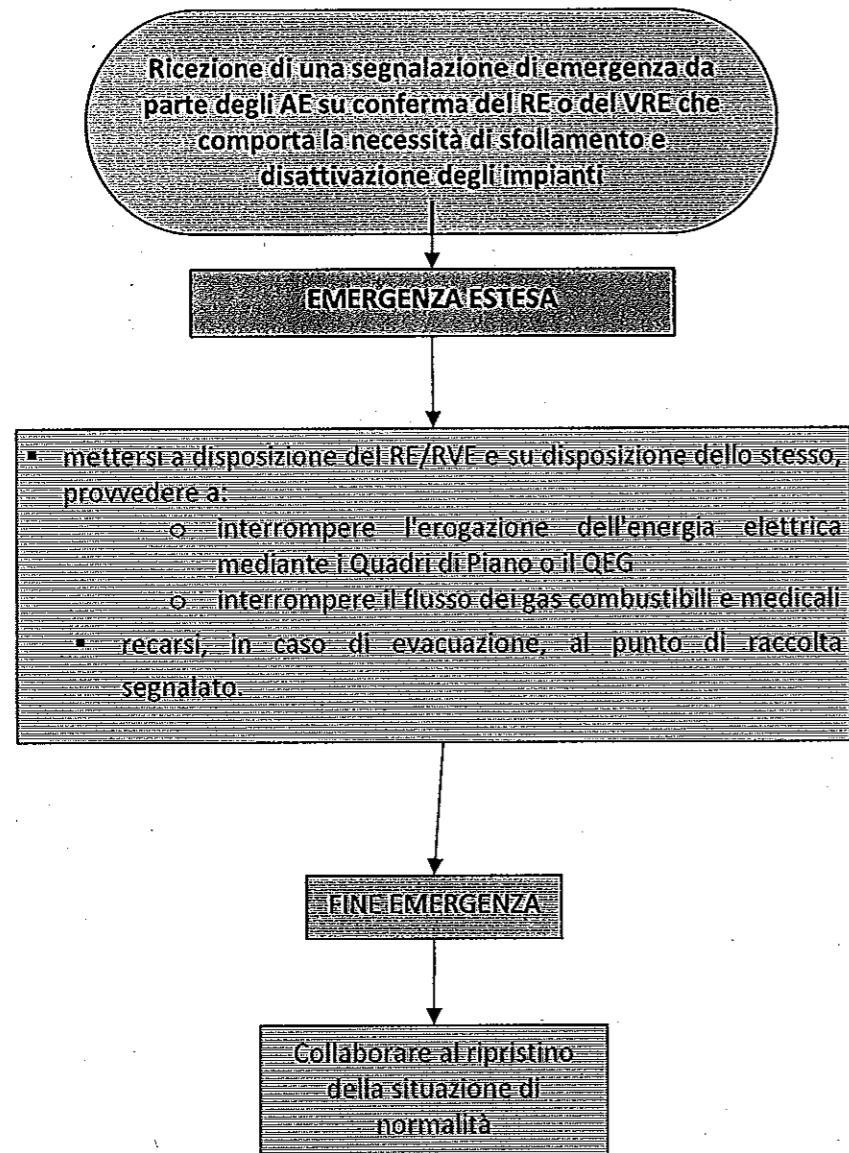 Ricezione di una segnalazione di emergenza da
parte degli AE su conferma del RE o del VRE che
comporta la necessità di sfollamento e
disattivazione degli impianti
EMERGENZA ESTESA
▪ mettersi a disposizione del RE/RVE e su disposizione dello stesso,
provvedere a:
o interrompere l'erogazione dell'energia elettrica
mediante i Quadri di Piano o il QEG
o interrompere il flusso dei gas combustibili e medicali
▪ recarsi, in caso di evacuazione, al punto di raccolta
segnalato.
FINE EMERGENZA
Collaborare al ripristino
della situazione di
normalità